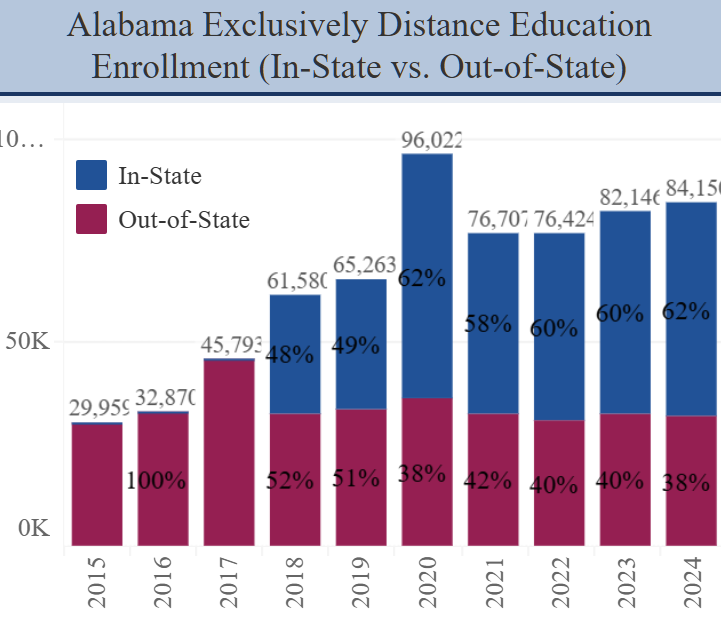 Alabama Exclusively Distance Education
Enrollment (In-State vs. Out-of-State)
10…
96,022
In-State
84,150
82,146
Out-of-State
76,707 76,424
65,263
61,580
62%
58% 60% 60% 62%
50K
45,793
48% 49%
32,870
29,959
100% 52% 51% 38% 42% 40% 40% 38%
0K
2015 2016 2017 2018 2019 2020 2021 2022 2023 2024